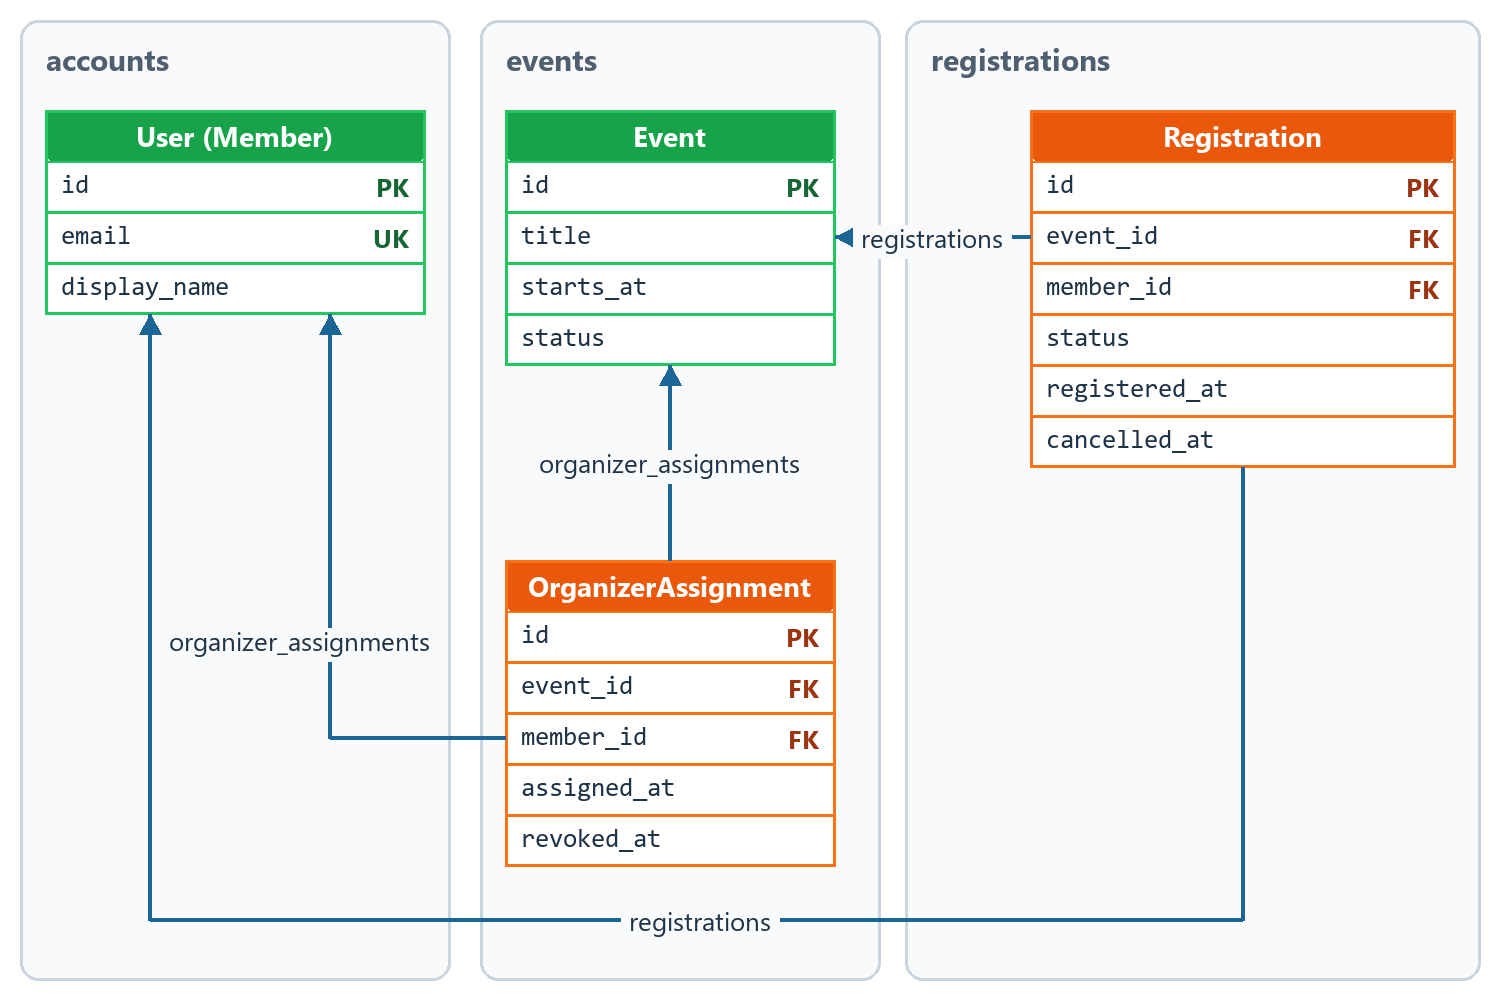 accounts
User (Member)
id PK
email UK
display_name
organizer_assignments
events
Event
id PK
title
starts_at
status
organizer_assignments
OrganizerAssignment
id PK
event_id FK
member_id FK
assigned_at
revoked_at
registrations
registrations
registrations
Registration
id PK
event_id FK
member_id FK
status
registered_at
cancelled_at